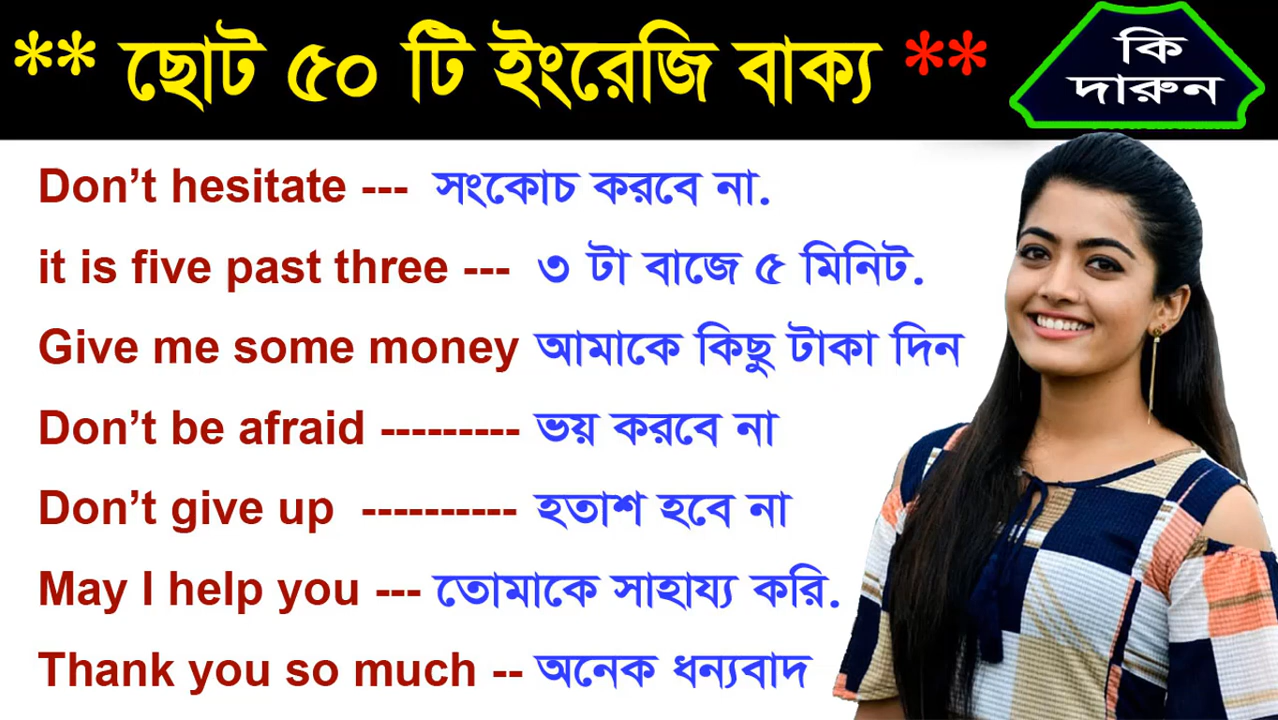 ** ছোট ৫০ টি ইংরেজি বাক্য **
কি
দারুন
Don't hesitate --- সংকোচ করবে না.
it is five past three --- ৩ টা বাজে ৫ মিনিট.
Give me some money আমাকে কিছু টাকা দিন
Don't be afraid --------- ভয় করবে না
Don't give up ---------- হতাশ হবে না
May I help you --- তোমাকে সাহায্য করি.
Thank you so much -- অনেক ধন্যবাদ